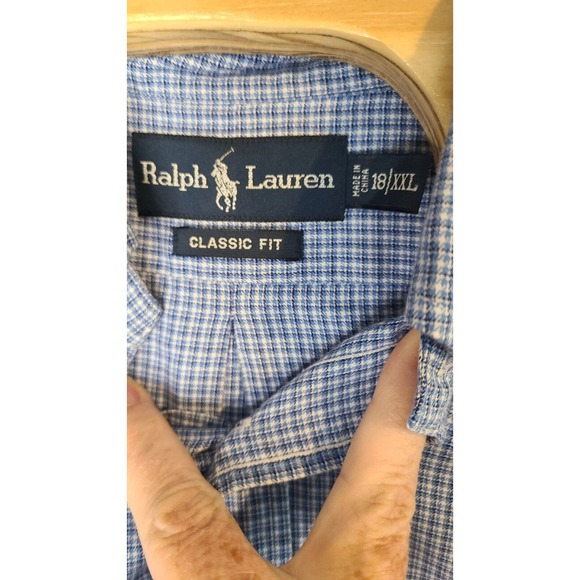 Ralph Lauren
MADE IN
CHINA
18/XXL
CLASSIC FIT